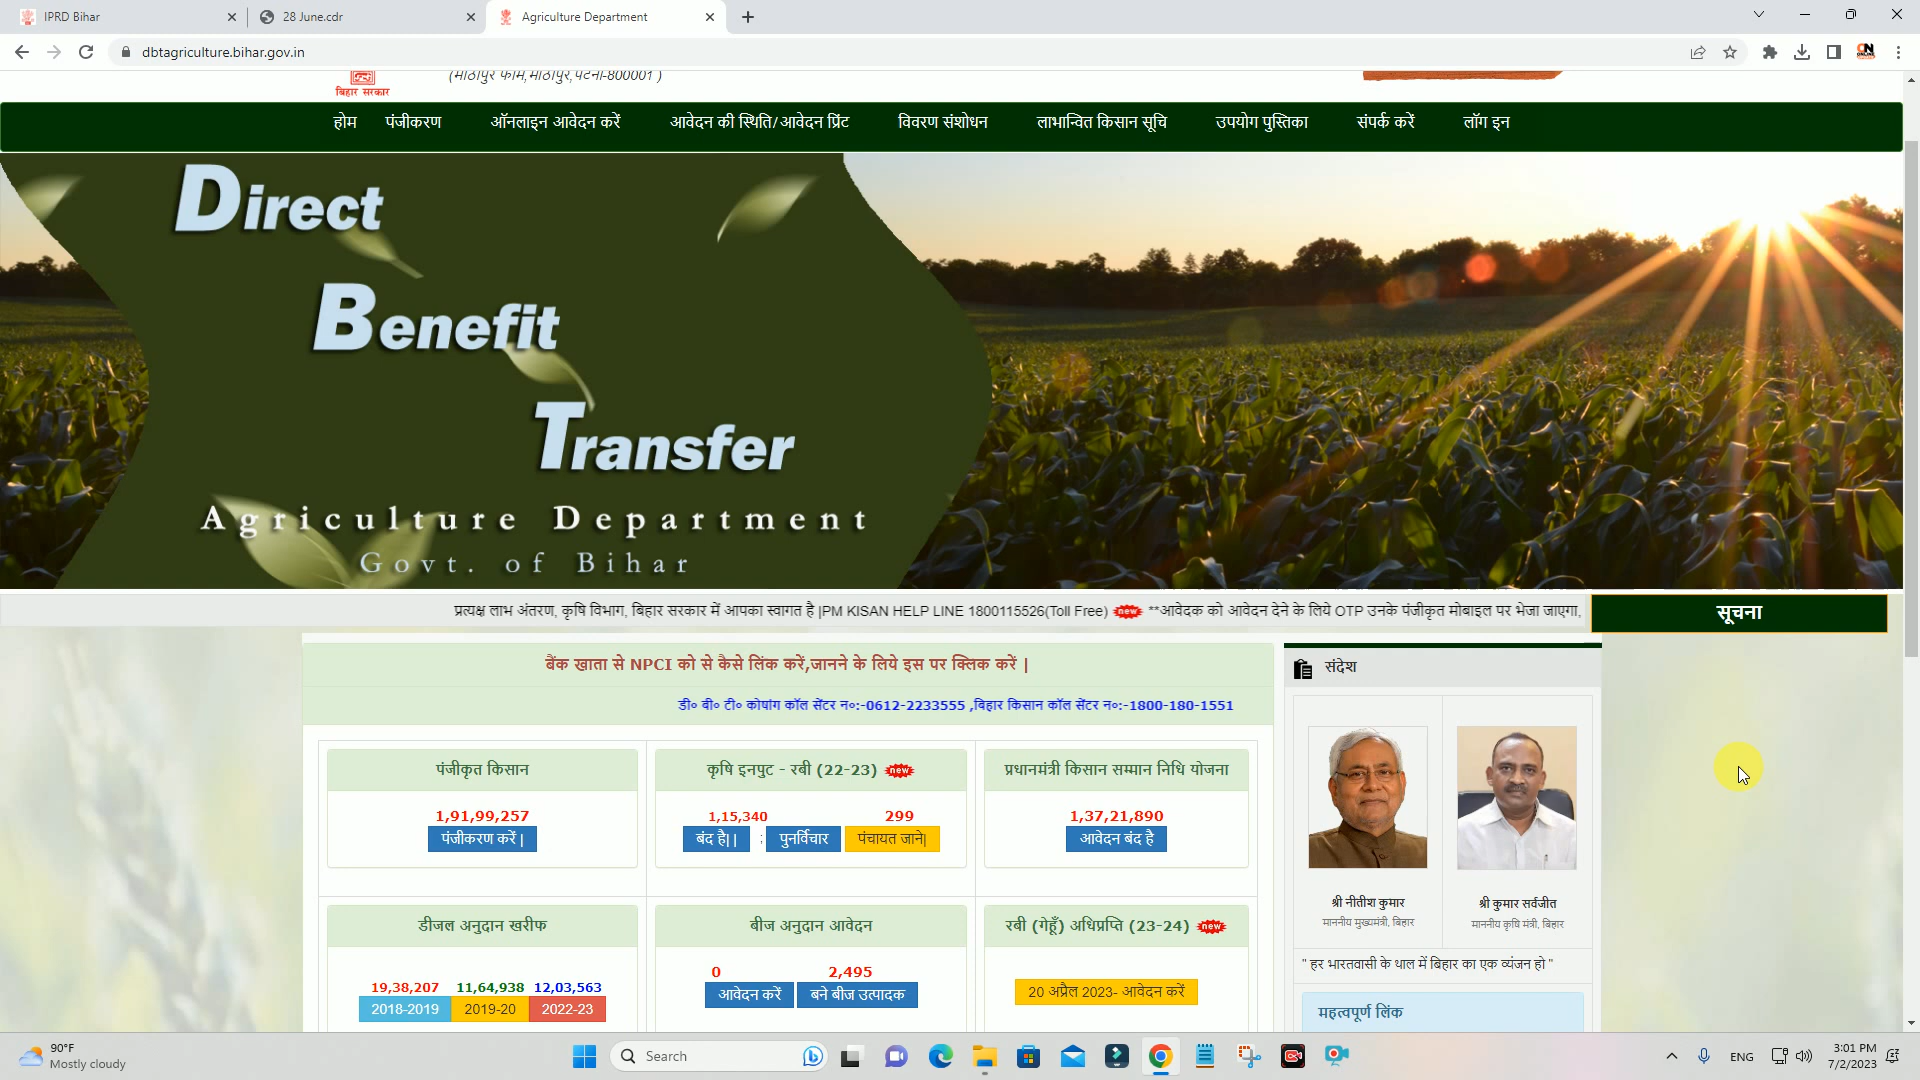 IPRD Bihar
28 June.cdr
Agriculture Department
dbtagriculture.bihar.gov.in
बिहार सरकार
(मीठापुर फार्म,मीठापुर,पटना-800001 )
होम पंजीकरण ऑनलाइन आवेदन करें आवेदन की स्थिति/आवेदन प्रिंट विवरण संशोधन लाभान्वित किसान सूचि उपयोग पुस्तिका संपर्क करें लॉग इन
Direct
Benefit
Transfer
Agriculture Department
Govt. of Bihar
प्रत्यक्ष लाभ अंतरण, कृषि विभाग, बिहार सरकार में आपका स्वागत है |PM KISAN HELP LINE 1800115526(Toll Free) new **आवेदक को आवेदन देने के लिये OTP उनके पंजीकृत मोबाइल पर भेजा जाएगा,
सूचना
बैंक खाता से NPCI को से कैसे लिंक करें,जानने के लिये इस पर क्लिक करें |
डी० बी० टी० कोषांग कॉल सेंटर न०:-0612-2233555 ,बिहार किसान कॉल सेंटर न०:-1800-180-1551
संदेश
पंजीकृत किसान
1,91,99,257
पंजीकरण करें |
कृषि इनपुट - रबी (22-23) new
1,15,340 299
बंद है|| ; पुनर्विचार पंचायत जाने|
प्रधानमंत्री किसान सम्मान निधि योजना
1,37,21,890
आवेदन बंद है
श्री नीतीश कुमार
माननीय मुख्यमंत्री, बिहार
श्री कुमार सर्वजीत
माननीय कृषि मंत्री, बिहार
डीजल अनुदान खरीफ
19,38,207 11,64,938 12,03,563
2018-2019 2019-20 2022-23
बीज अनुदान आवेदन
0 2,495
आवेदन करें बने बीज उत्पादक
रबी (गेहूँ) अधिप्राप्ति (23-24) new
20 अप्रैल 2023- आवेदन करें
" हर भारतवासी के थाल में बिहार का एक व्यंजन हो "
महत्वपूर्ण लिंक
90°F
Mostly cloudy
Search
ENG
3:01 PM
7/2/2023